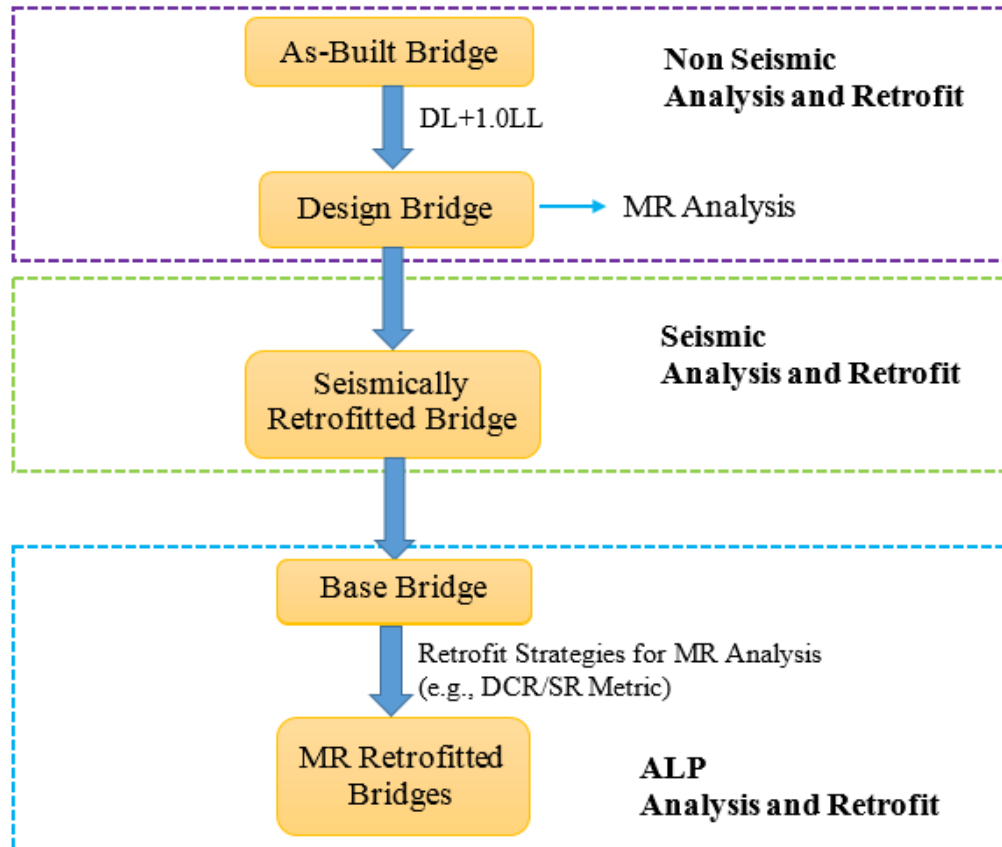 As-Built Bridge
Non Seismic
Analysis and Retrofit
DL+1.0LL
Design Bridge
MR Analysis
Seismic
Analysis and Retrofit
Seismically
Retrofitted Bridge
Base Bridge
Retrofit Strategies for MR Analysis
(e.g., DCR/SR Metric)
MR Retrofitted
Bridges
ALP
Analysis and Retrofit